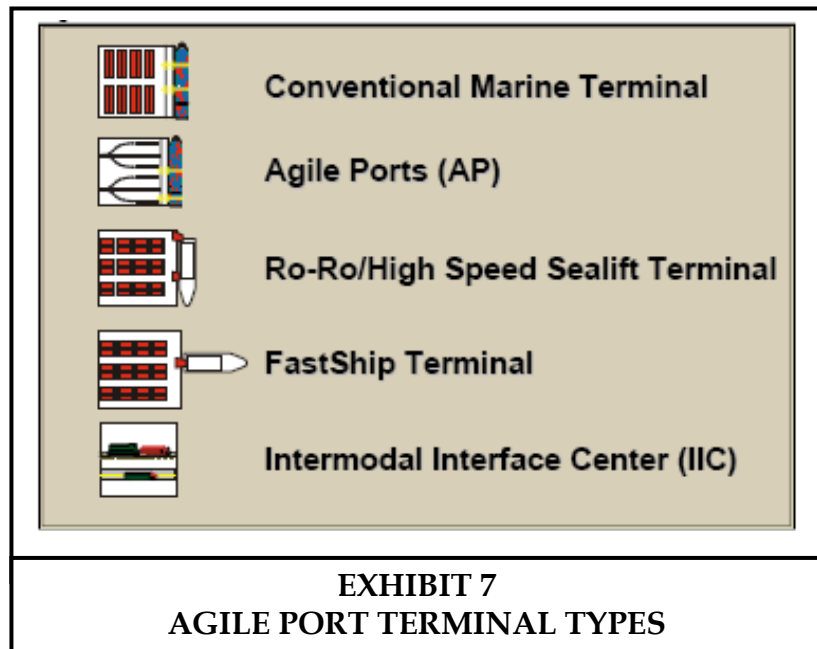 Conventional Marine Terminal
Agile Ports (AP)
Ro-Ro/High Speed Sealift Terminal
FastShip Terminal
Intermodal Interface Center (IIC)
EXHIBIT 7
AGILE PORT TERMINAL TYPES